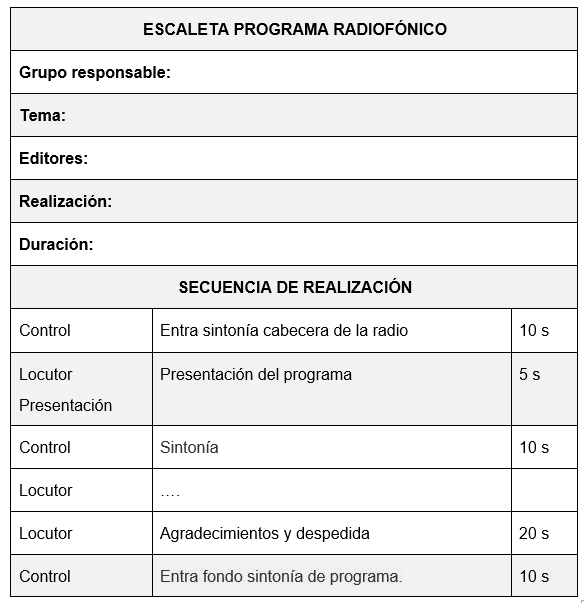 ESCALETA PROGRAMA RADIOFÓNICO
Grupo responsable:
Tema:
Editores:
Realización:
Duración:
SECUENCIA DE REALIZACIÓN
Control Entra sintonía cabecera de la radio 10 s
Locutor Presentación del programa 5 s
Presentación
Control Sintonía 10 s
Locutor ….
Locutor Agradecimientos y despedida 20 s
Control Entra fondo sintonía de programa. 10 s